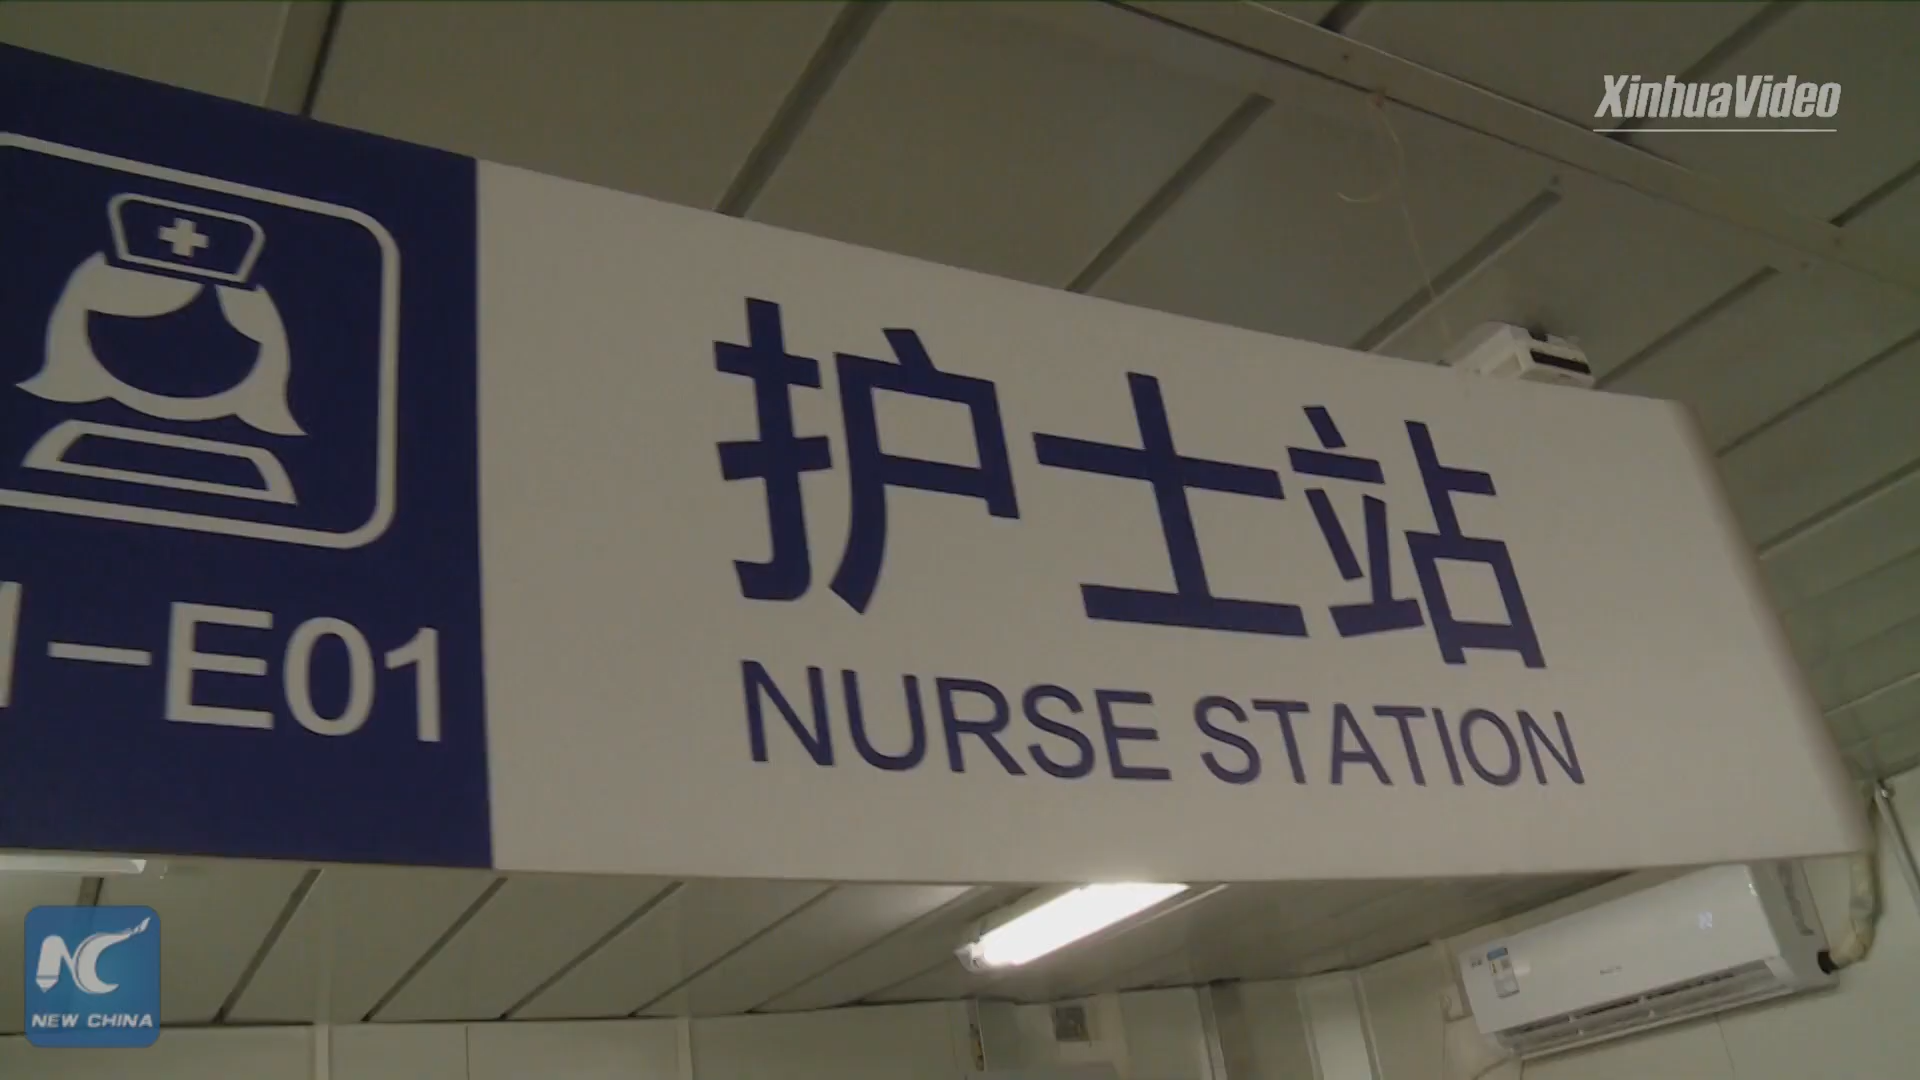 XinhuaVideo
护士站
-E01
NURSE STATION
NEW CHINA